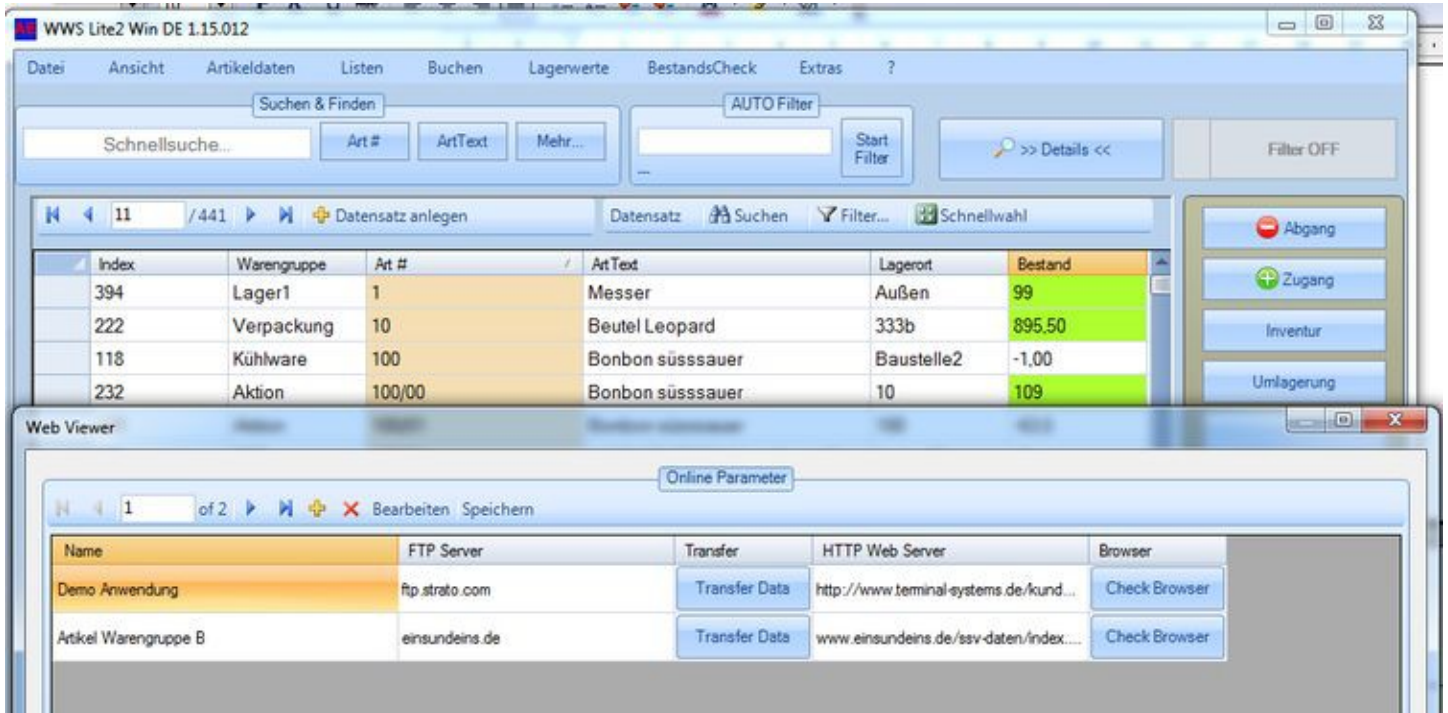 WWS Lite2 Win DE 1.15.012
Datei Ansicht Artikeldaten Listen Buchen Lagerwerte BestandsCheck Extras ?
Suchen & Finden AUTO Filter
Schnellsuche... Art # ArtText Mehr... Start Filter >> Details << Filter OFF
...
11 /441 Datensatz anlegen Datensatz Suchen Filter... Schnellwahl
Abgang
Index Warengruppe Art # / ArtText Lagerort Bestand
394 Lager1 1 Messer Außen 99
Zugang
222 Verpackung 10 Beutel Leopard 333b 895,50
Inventur
118 Kühlware 100 Bonbon süsssauer Baustelle2 -1,00
232 Aktion 100/00 Bonbon süsssauer 10 109
Umlagerung
Web Viewer
Online Parameter
1 of 2 Bearbeiten Speichern
Name FTP Server Transfer HTTP Web Server Browser
Demo Anwendung ftp.strato.com Transfer Data http://www.terminal-systems.de/kund... Check Browser
Artikel Warengruppe B einsundeins.de Transfer Data www.einsundeins.de/ssv-daten/index.... Check Browser